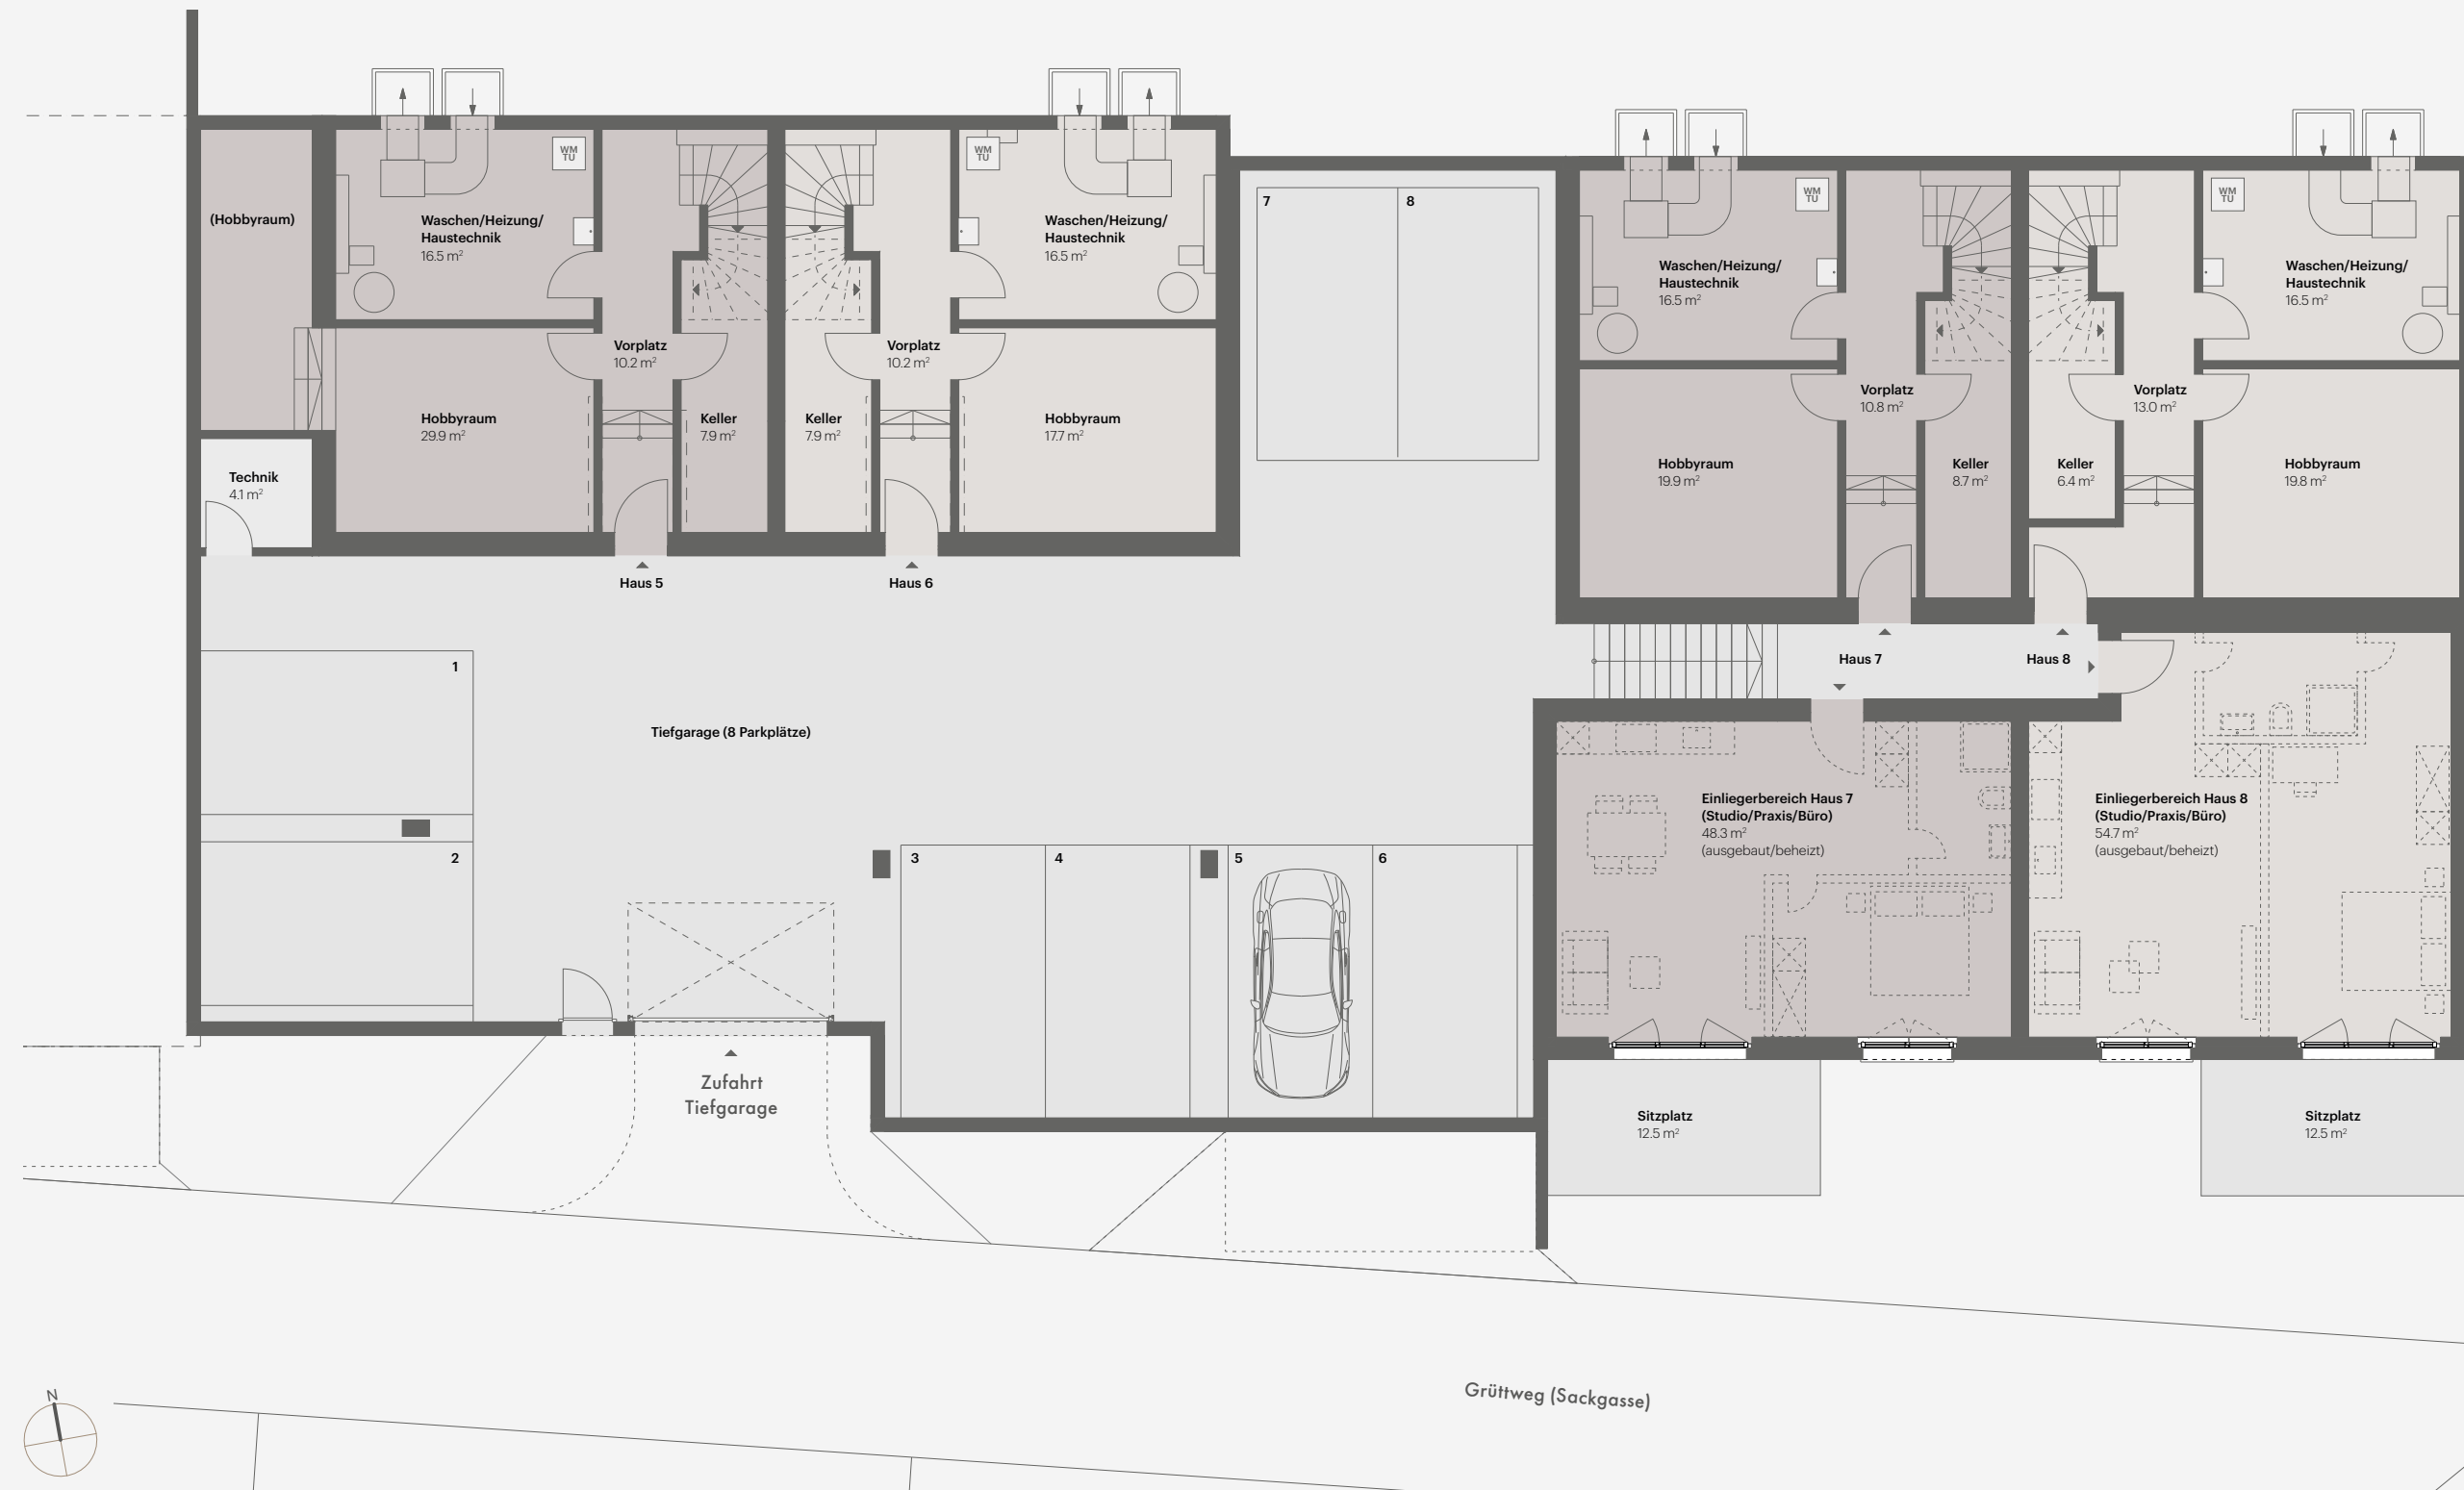 (Hobbyraum)
WM
TU
Waschen/Heizung/
Haustechnik
16.5 m²
WM
TU
Waschen/Heizung/
Haustechnik
16.5 m²
7
8
WM
TU
Waschen/Heizung/
Haustechnik
16.5 m²
WM
TU
Waschen/Heizung/
Haustechnik
16.5 m²
Vorplatz
10.2 m²
Vorplatz
10.2 m²
Vorplatz
10.8 m²
Vorplatz
13.0 m²
Hobbyraum
29.9 m²
Keller
7.9 m²
Keller
7.9 m²
Hobbyraum
17.7 m²
Hobbyraum
19.9 m²
Keller
8.7 m²
Keller
6.4 m²
Hobbyraum
19.8 m²
Technik
4.1 m²
Haus 5
Haus 6
Haus 7
Haus 8
1
Tiefgarage (8 Parkplätze)
2
3
4
5
6
Einliegerbereich Haus 7
(Studio/Praxis/Büro)
48.3 m²
(ausgebaut/beheizt)
Einliegerbereich Haus 8
(Studio/Praxis/Büro)
54.7 m²
(ausgebaut/beheizt)
Zufahrt
Tiefgarage
Sitzplatz
12.5 m²
Sitzplatz
12.5 m²
Grüttweg (Sackgasse)
N